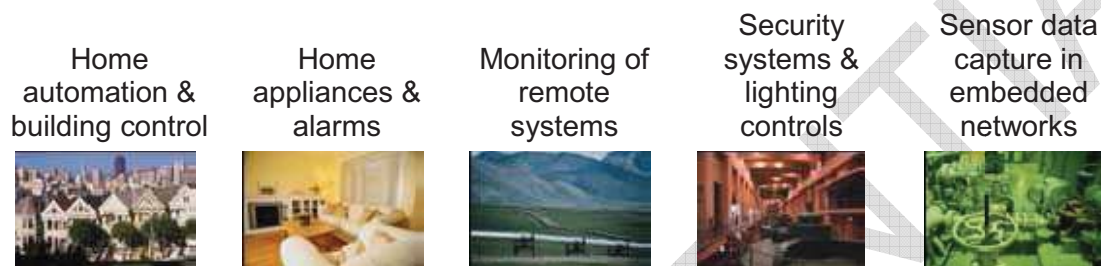 Home
automation &
building control
Home
appliances &
alarms
Monitoring of
remote
systems
Security
systems &
lighting
controls
Sensor data
capture in
embedded
networks